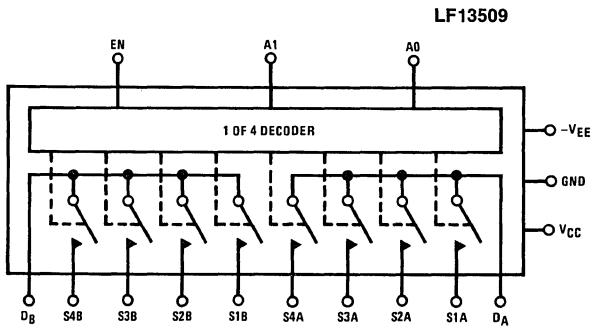 LF13509
EN A1 A0
1 OF 4 DECODER
-VEE
GND
VCC
DB S4B S3B S2B S1B S4A S3A S2A S1A DA